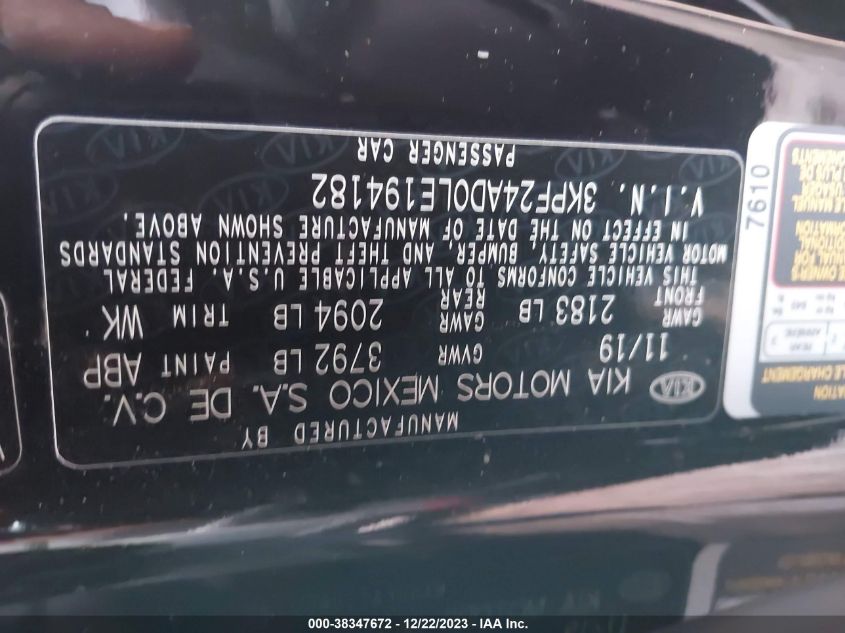 MANUFACTURED BY
KIA KIA MOTORS MEXICO S.A. DE C.V.
11/19 GVWR 3792 LB PAINT ABP
GAWR FRONT 2183 LB GAWR REAR 2094 LB TRIM WK
THIS VEHICLE CONFORMS TO ALL APPLICABLE U.S.A. FEDERAL
MOTOR VEHICLE SAFETY, BUMPER, AND THEFT PREVENTION STANDARDS
IN EFFECT ON THE DATE OF MANUFACTURE SHOWN ABOVE.
V.I.N. 3KPF24AD0LE194182
PASSENGER CAR
7610
000-38347672 - 12/22/2023 - IAA Inc.